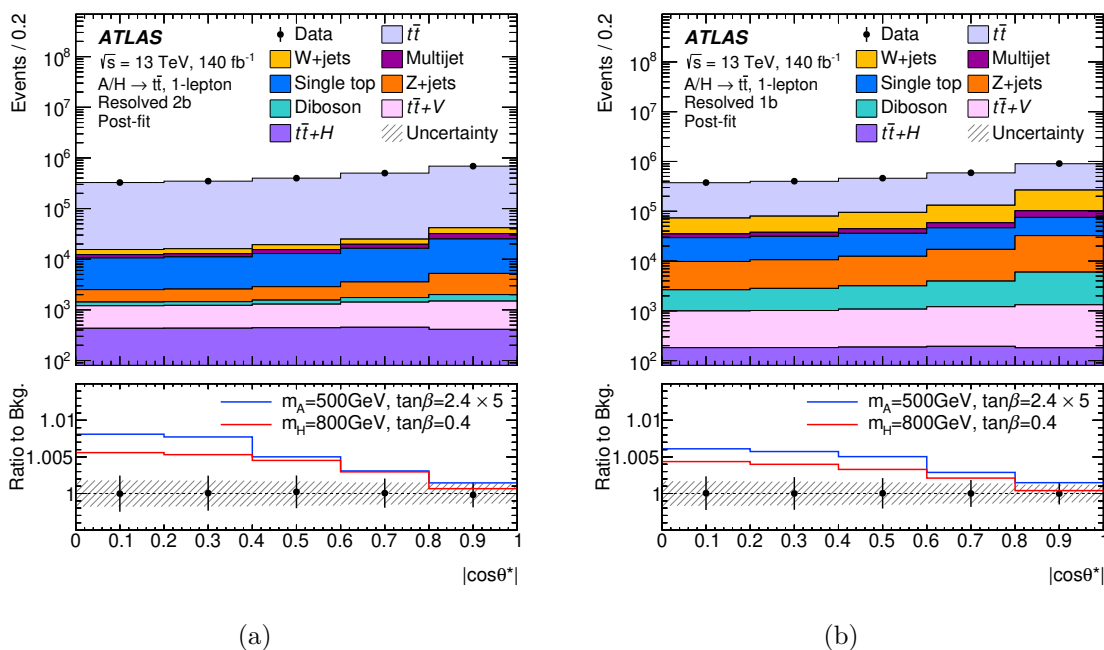 Events / 0.2
10⁸
10⁷
10⁶
10⁵
10⁴
10³
10²
ATLAS
√s = 13 TeV, 140 fb⁻¹
A/H → tt̄, 1-lepton
Resolved 2b
Post-fit
Data
tt̄
W+jets
Multijet
Single top
Z+jets
Diboson
tt̄+V
tt̄+H
Uncertainty
Ratio to Bkg.
1.01
1.005
1
m_A=500GeV, tanβ=2.4 × 5
m_H=800GeV, tanβ=0.4
0 0.1 0.2 0.3 0.4 0.5 0.6 0.7 0.8 0.9 1
|cosθ*|
(a)
Events / 0.2
10⁸
10⁷
10⁶
10⁵
10⁴
10³
10²
ATLAS
√s = 13 TeV, 140 fb⁻¹
A/H → tt̄, 1-lepton
Resolved 1b
Post-fit
Data
tt̄
W+jets
Multijet
Single top
Z+jets
Diboson
tt̄+V
tt̄+H
Uncertainty
Ratio to Bkg.
1.01
1.005
1
m_A=500GeV, tanβ=2.4 × 5
m_H=800GeV, tanβ=0.4
0 0.1 0.2 0.3 0.4 0.5 0.6 0.7 0.8 0.9 1
|cosθ*|
(b)